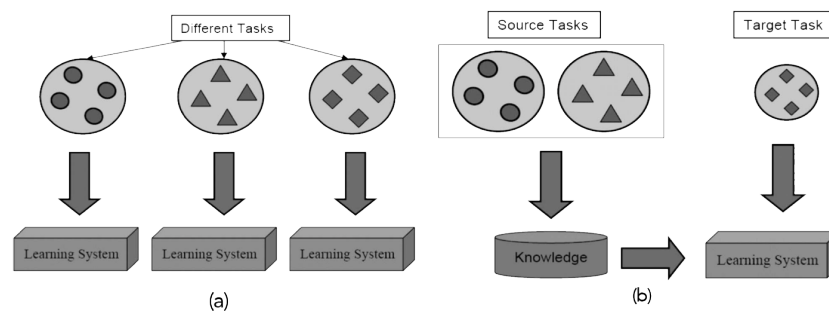 Different Tasks
Learning System
Learning System
Learning System
(a)
Source Tasks
Target Task
Knowledge
Learning System
(b)